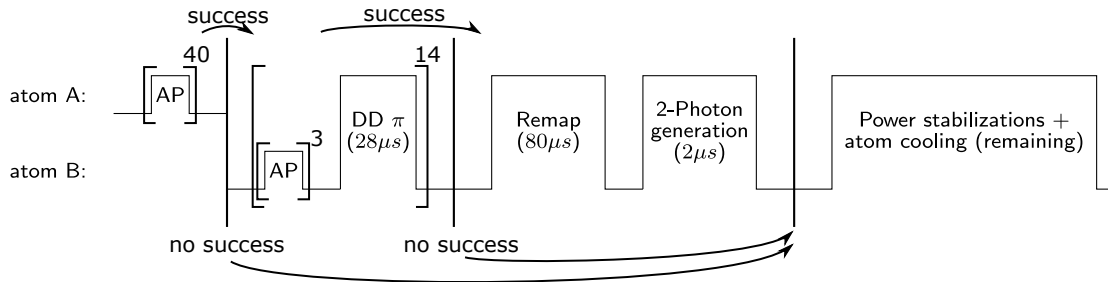 success
success
40
14
atom A:
AP
DD π
(28μs)
Remap
(80μs)
2-Photon
generation
(2μs)
Power stabilizations +
atom cooling (remaining)
3
atom B:
AP
no success
no success